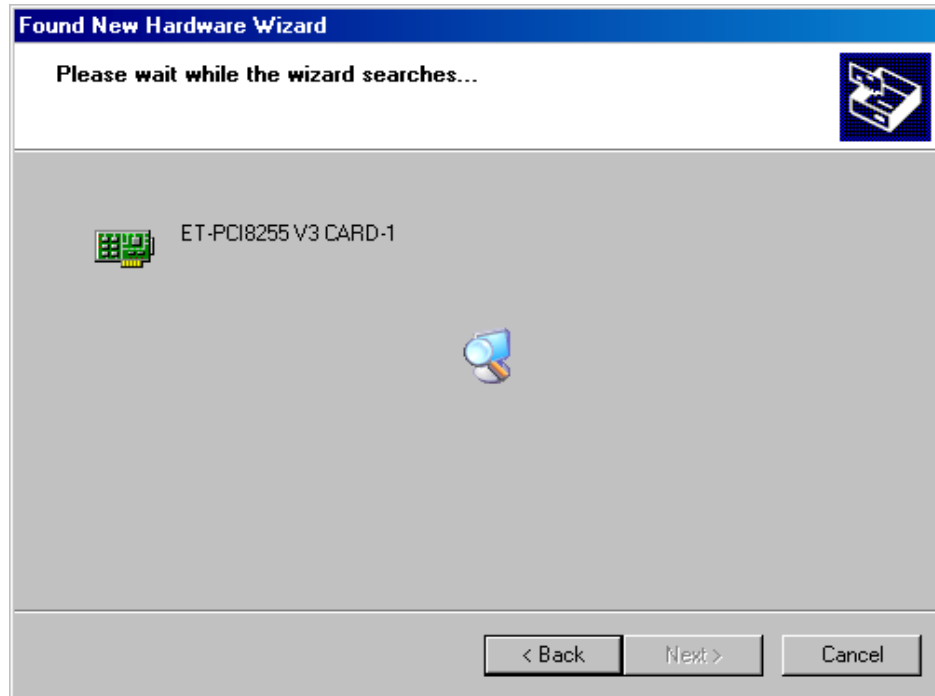 Found New Hardware Wizard
Please wait while the wizard searches...
ET-PCI8255 V3 CARD-1
< Back
Next >
Cancel